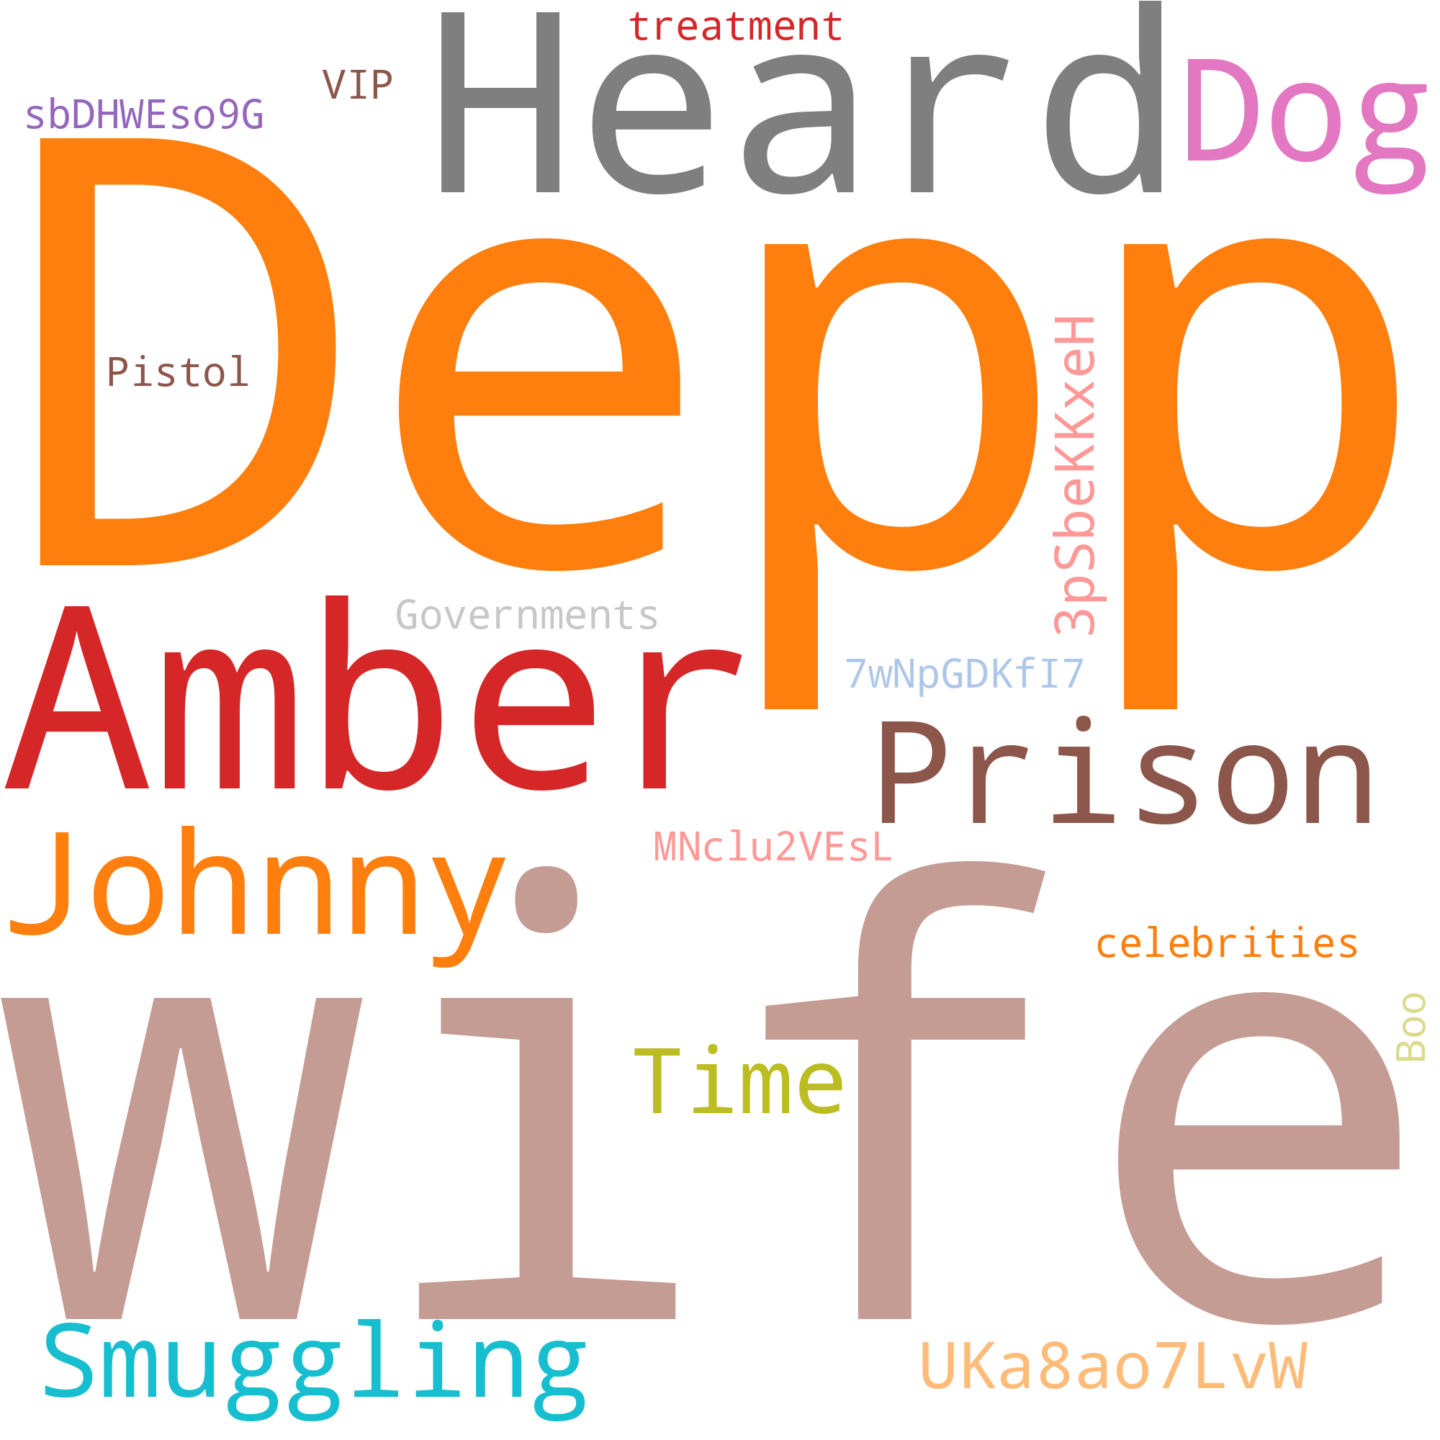 treatment
Heard
VIP
Dog
sbDHWEso9G
Depp
Pistol
3pSbeKKxeH
Governments
Amber
7wNpGDKfI7
Prison
Johnny
MNclu2VEsL
wife
celebrities
Boo
Time
Smuggling
UKa8ao7LvW